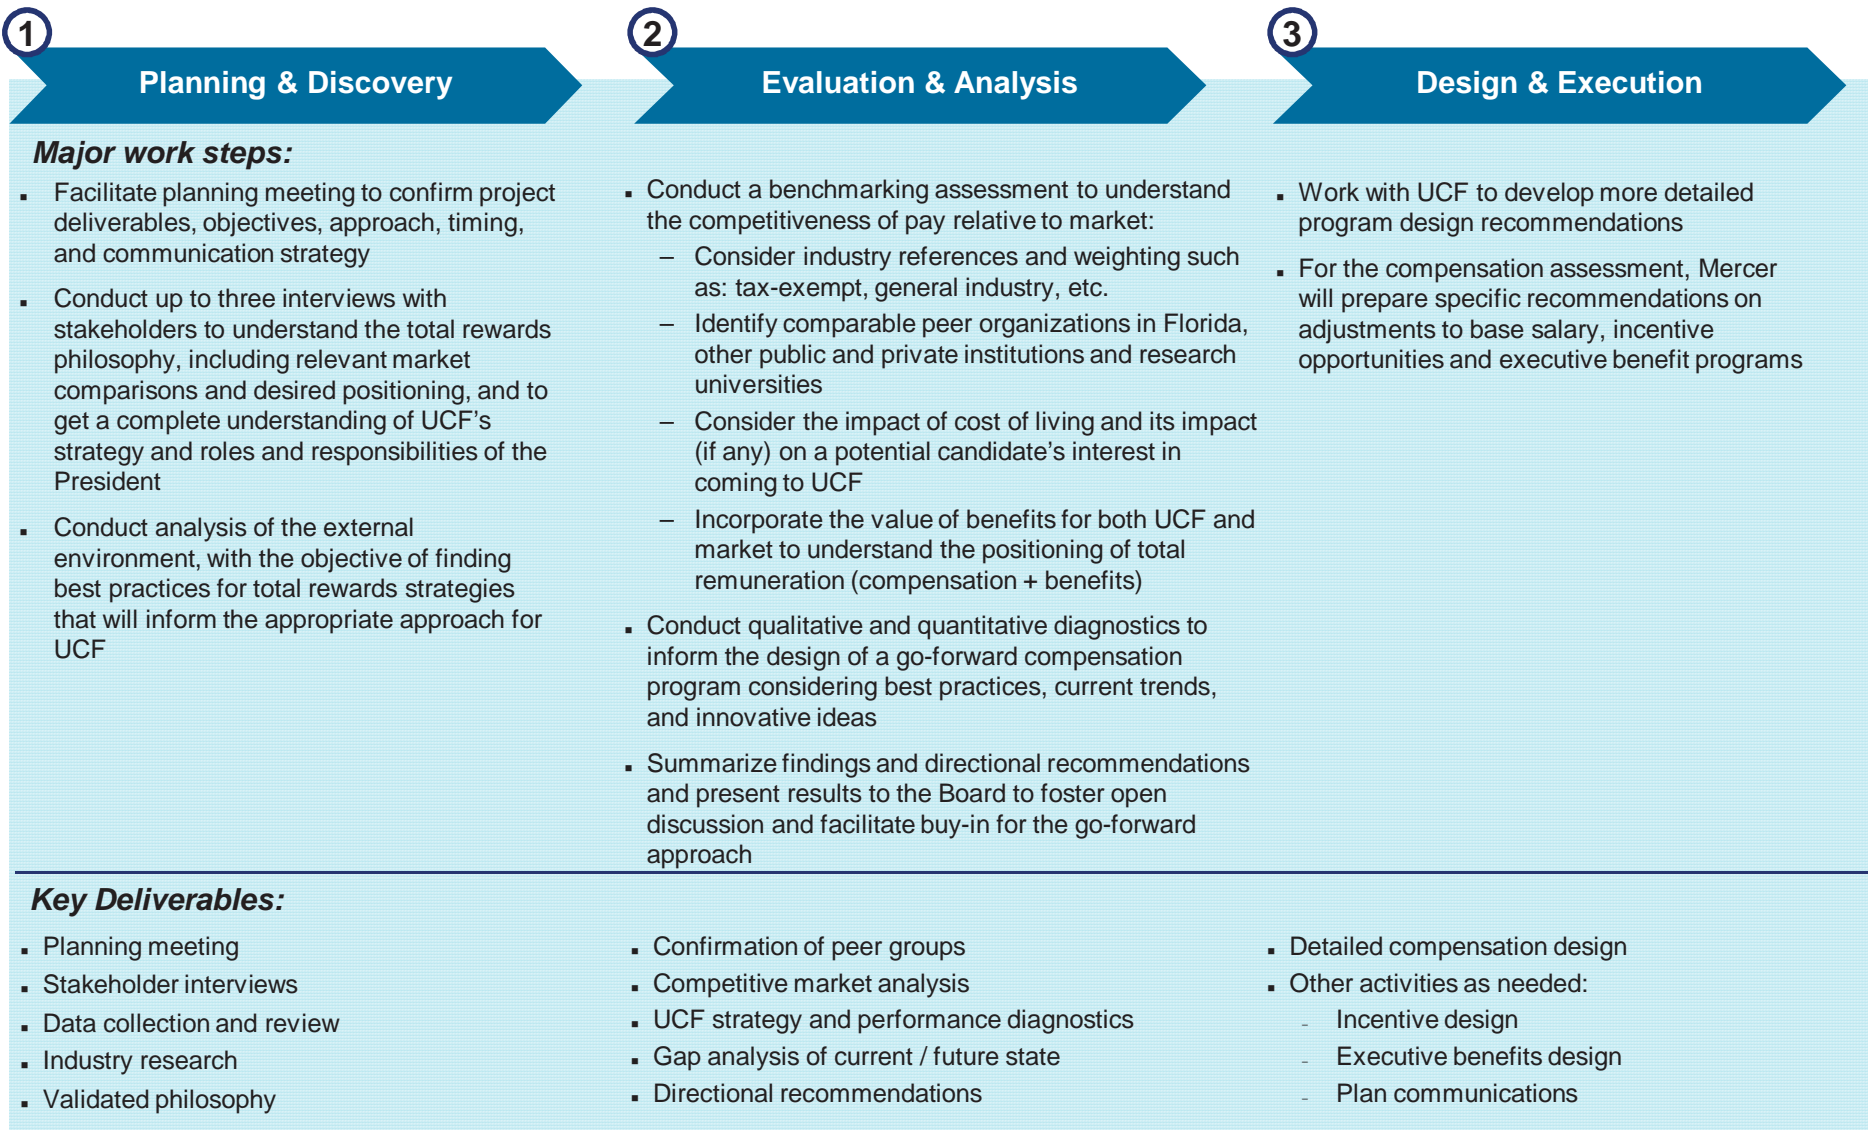 1
Planning & Discovery
2
Evaluation & Analysis
3
Design & Execution
Major work steps:
▪ Facilitate planning meeting to confirm project
deliverables, objectives, approach, timing,
and communication strategy
▪ Conduct up to three interviews with
stakeholders to understand the total rewards
philosophy, including relevant market
comparisons and desired positioning, and to
get a complete understanding of UCF's
strategy and roles and responsibilities of the
President
▪ Conduct analysis of the external
environment, with the objective of finding
best practices for total rewards strategies
that will inform the appropriate approach for
UCF
▪ Conduct a benchmarking assessment to understand
the competitiveness of pay relative to market:
– Consider industry references and weighting such
as: tax-exempt, general industry, etc.
– Identify comparable peer organizations in Florida,
other public and private institutions and research
universities
– Consider the impact of cost of living and its impact
(if any) on a potential candidate's interest in
coming to UCF
– Incorporate the value of benefits for both UCF and
market to understand the positioning of total
remuneration (compensation + benefits)
▪ Conduct qualitative and quantitative diagnostics to
inform the design of a go-forward compensation
program considering best practices, current trends,
and innovative ideas
▪ Summarize findings and directional recommendations
and present results to the Board to foster open
discussion and facilitate buy-in for the go-forward
approach
▪ Work with UCF to develop more detailed
program design recommendations
▪ For the compensation assessment, Mercer
will prepare specific recommendations on
adjustments to base salary, incentive
opportunities and executive benefit programs
Key Deliverables:
▪ Planning meeting
▪ Stakeholder interviews
▪ Data collection and review
▪ Industry research
▪ Validated philosophy
▪ Confirmation of peer groups
▪ Competitive market analysis
▪ UCF strategy and performance diagnostics
▪ Gap analysis of current / future state
▪ Directional recommendations
▪ Detailed compensation design
▪ Other activities as needed:
- Incentive design
- Executive benefits design
- Plan communications